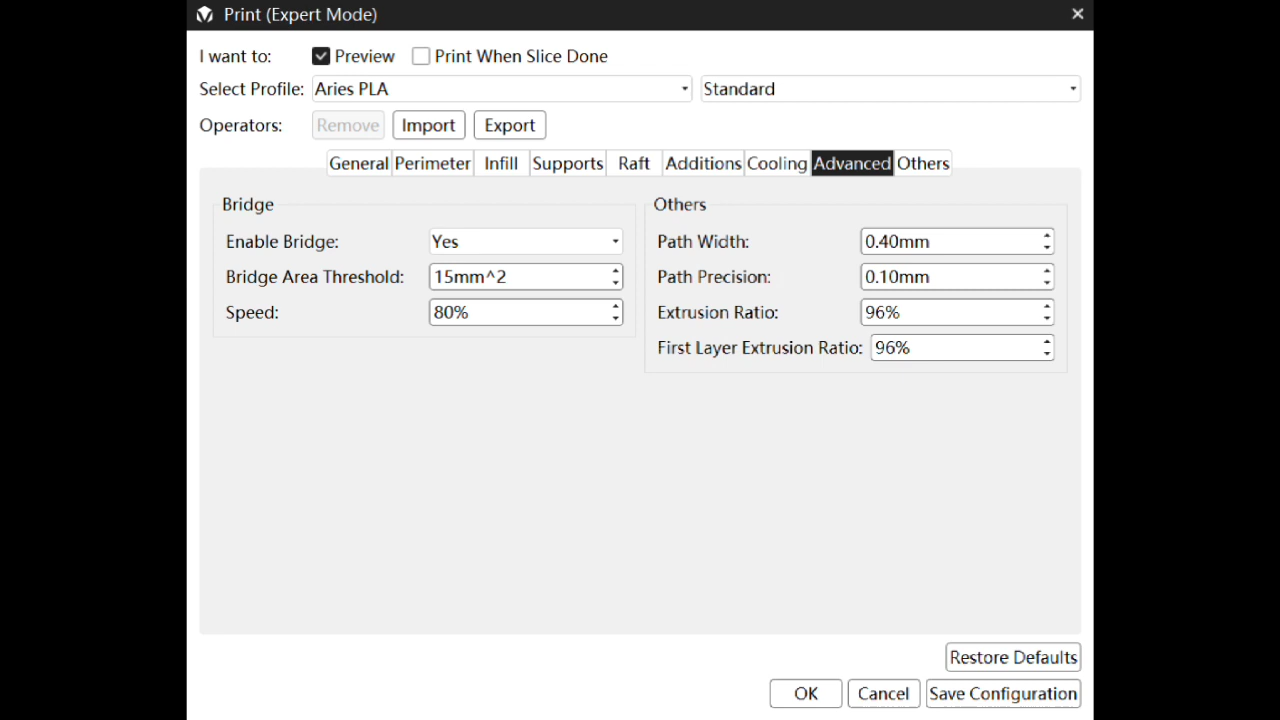 Print (Expert Mode)
I want to: Preview Print When Slice Done
Select Profile: Aries PLA Standard
Operators: Remove Import Export
General Perimeter Infill Supports Raft Additions Cooling Advanced Others
Bridge
Enable Bridge: Yes
Bridge Area Threshold: 15mm^2
Speed: 80%
Others
Path Width: 0.40mm
Path Precision: 0.10mm
Extrusion Ratio: 96%
First Layer Extrusion Ratio: 96%
Restore Defaults
OK Cancel Save Configuration